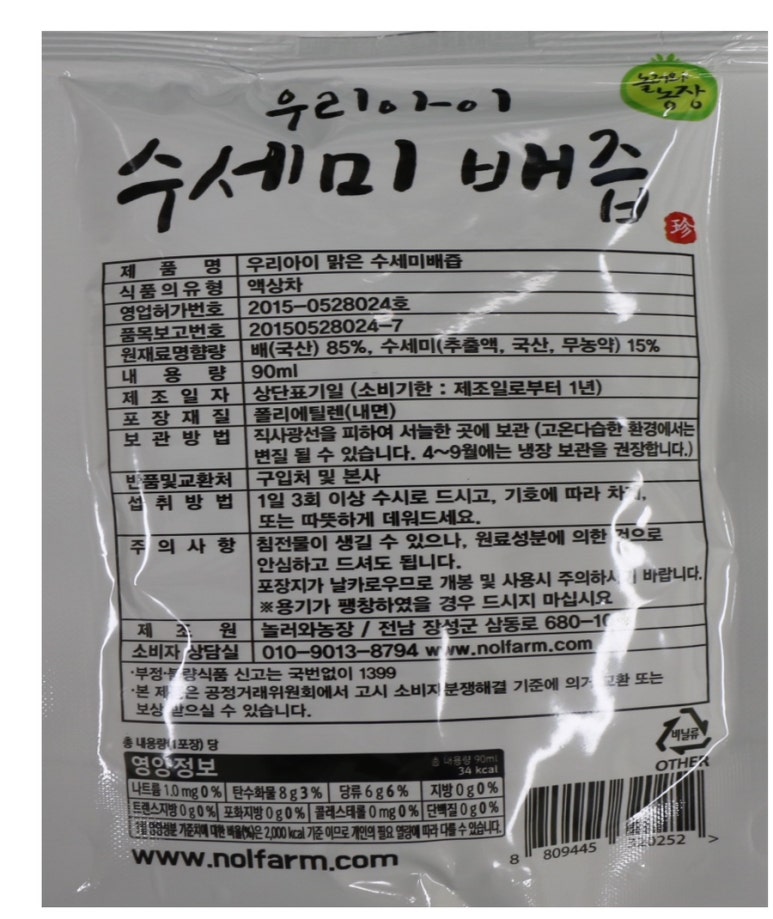 놀러와
농장
우리아이
수세미 배즙
珍
제 품 명 우리아이 맑은 수세미배즙
식품의유형 액상차
영업허가번호 2015-0528024호
품목보고번호 20150528024-7
원재료명함량 배(국산) 85%, 수세미(추출액, 국산, 무농약) 15%
내 용 량 90ml
제 조 일 자 상단표기일 (소비기한 : 제조일로부터 1년)
포 장 재 질 폴리에틸렌(내면)
보 관 방 법 직사광선을 피하여 서늘한 곳에 보관 (고온다습한 환경에서는
변질 될 수 있습니다. 4~9월에는 냉장 보관을 권장합니다.)
반품및교환처 구입처 및 본사
섭 취 방 법 1일 3회 이상 수시로 드시고, 기호에 따라
또는 따뜻하게 데워드세요.
주 의 사 항 침전물이 생길 수 있으나, 원료성분에 의한 것으로
안심하고 드셔도 됩니다.
포장지가 날카로우므로 개봉 및 사용시 바랍니다.
※용기가 팽창하였을 경우 드시지 마십시요
제 조 원 놀러와농장 / 전남 장성군 삼동로
소비자 상담실 010-9013-8794 www.nolfarm.com
·부정·불량식품 신고는 국번없이 1399
·본 제품은 공정거래위원회에서 고시 소비자분쟁해결 기준에 의거 교환 또는
보상 받으실 수 있습니다.
총 내용량(1포장) 당
영양정보 총 내용량 90ml
34 kcal
나트륨 1.0 mg 0% 탄수화물 8 g 3% 당류 6 g 6% 지방 0 g 0%
트랜스지방 0 g 0% 포화지방 0 g 0% 콜레스테롤 0 mg 0% 단백질 0 g 0%
1일 영양성분 기준치에 대한 비율(%)은 2,000 kcal 기준 이므로 개인의 필요 열량에 따라 다를 수 있습니다.
www.nolfarm.com
비닐류
OTHER
8 809445 320252 >